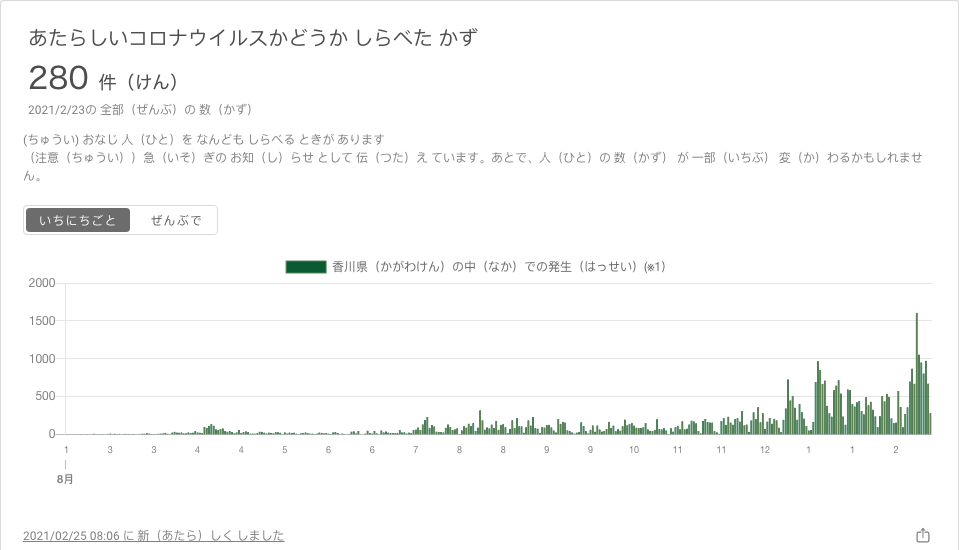 あたらしいコロナウイルスかどうか しらべた かず
280 件（けん）
2021/2/23の 全部（ぜんぶ）の 数（かず）
(ちゅうい) おなじ 人（ひと）を なんども しらべる ときが あります
（注意（ちゅうい））急（いそ）ぎの お知（し）らせ として 伝（つた）え ています。あとで、人（ひと）の 数（かず） が 一部（いちぶ） 変（か）わるかもしれませ
ん。
いちにちごと ぜんぶで
香川県（かがわけん）の中（なか）での発生（はっせい）(※1)
2000
1500
1000
500
0
1 3 3 4 4 5 5 6 6 7 8 8 9 9 10 10 11 11 12 1 1 2
8月
2021/02/25 08:06 に 新（あたら）しく しました